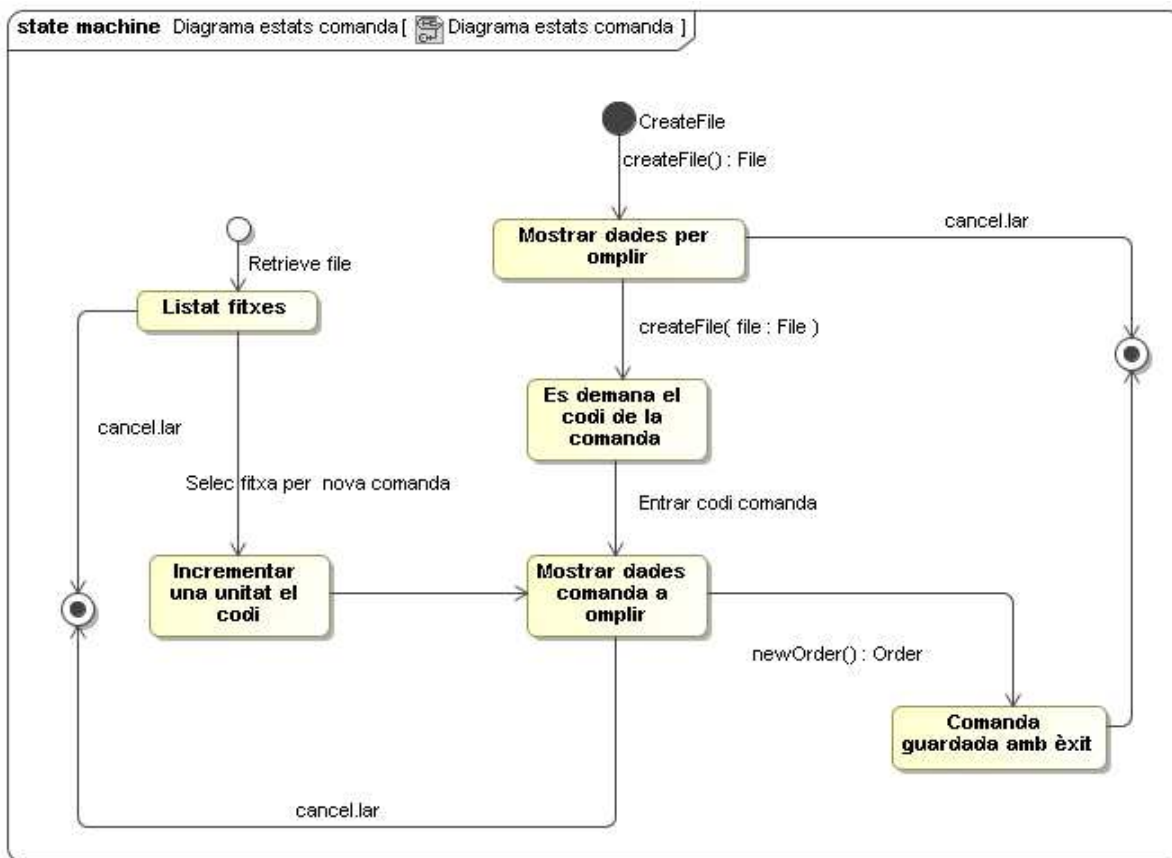 state machine Diagrama estats comanda [ Diagrama estats comanda ]
CreateFile
createFile() : File
Mostrar dades per
omplir
cancel.lar
Retrieve file
Listat fitxes
createFile( file : File )
Es demana el
codi de la
comanda
cancel.lar
Selec fitxa per nova comanda
Entrar codi comanda
Incrementar
una unitat el
codi
Mostrar dades
comanda a
omplir
newOrder() : Order
Comanda
guardada amb èxit
cancel.lar